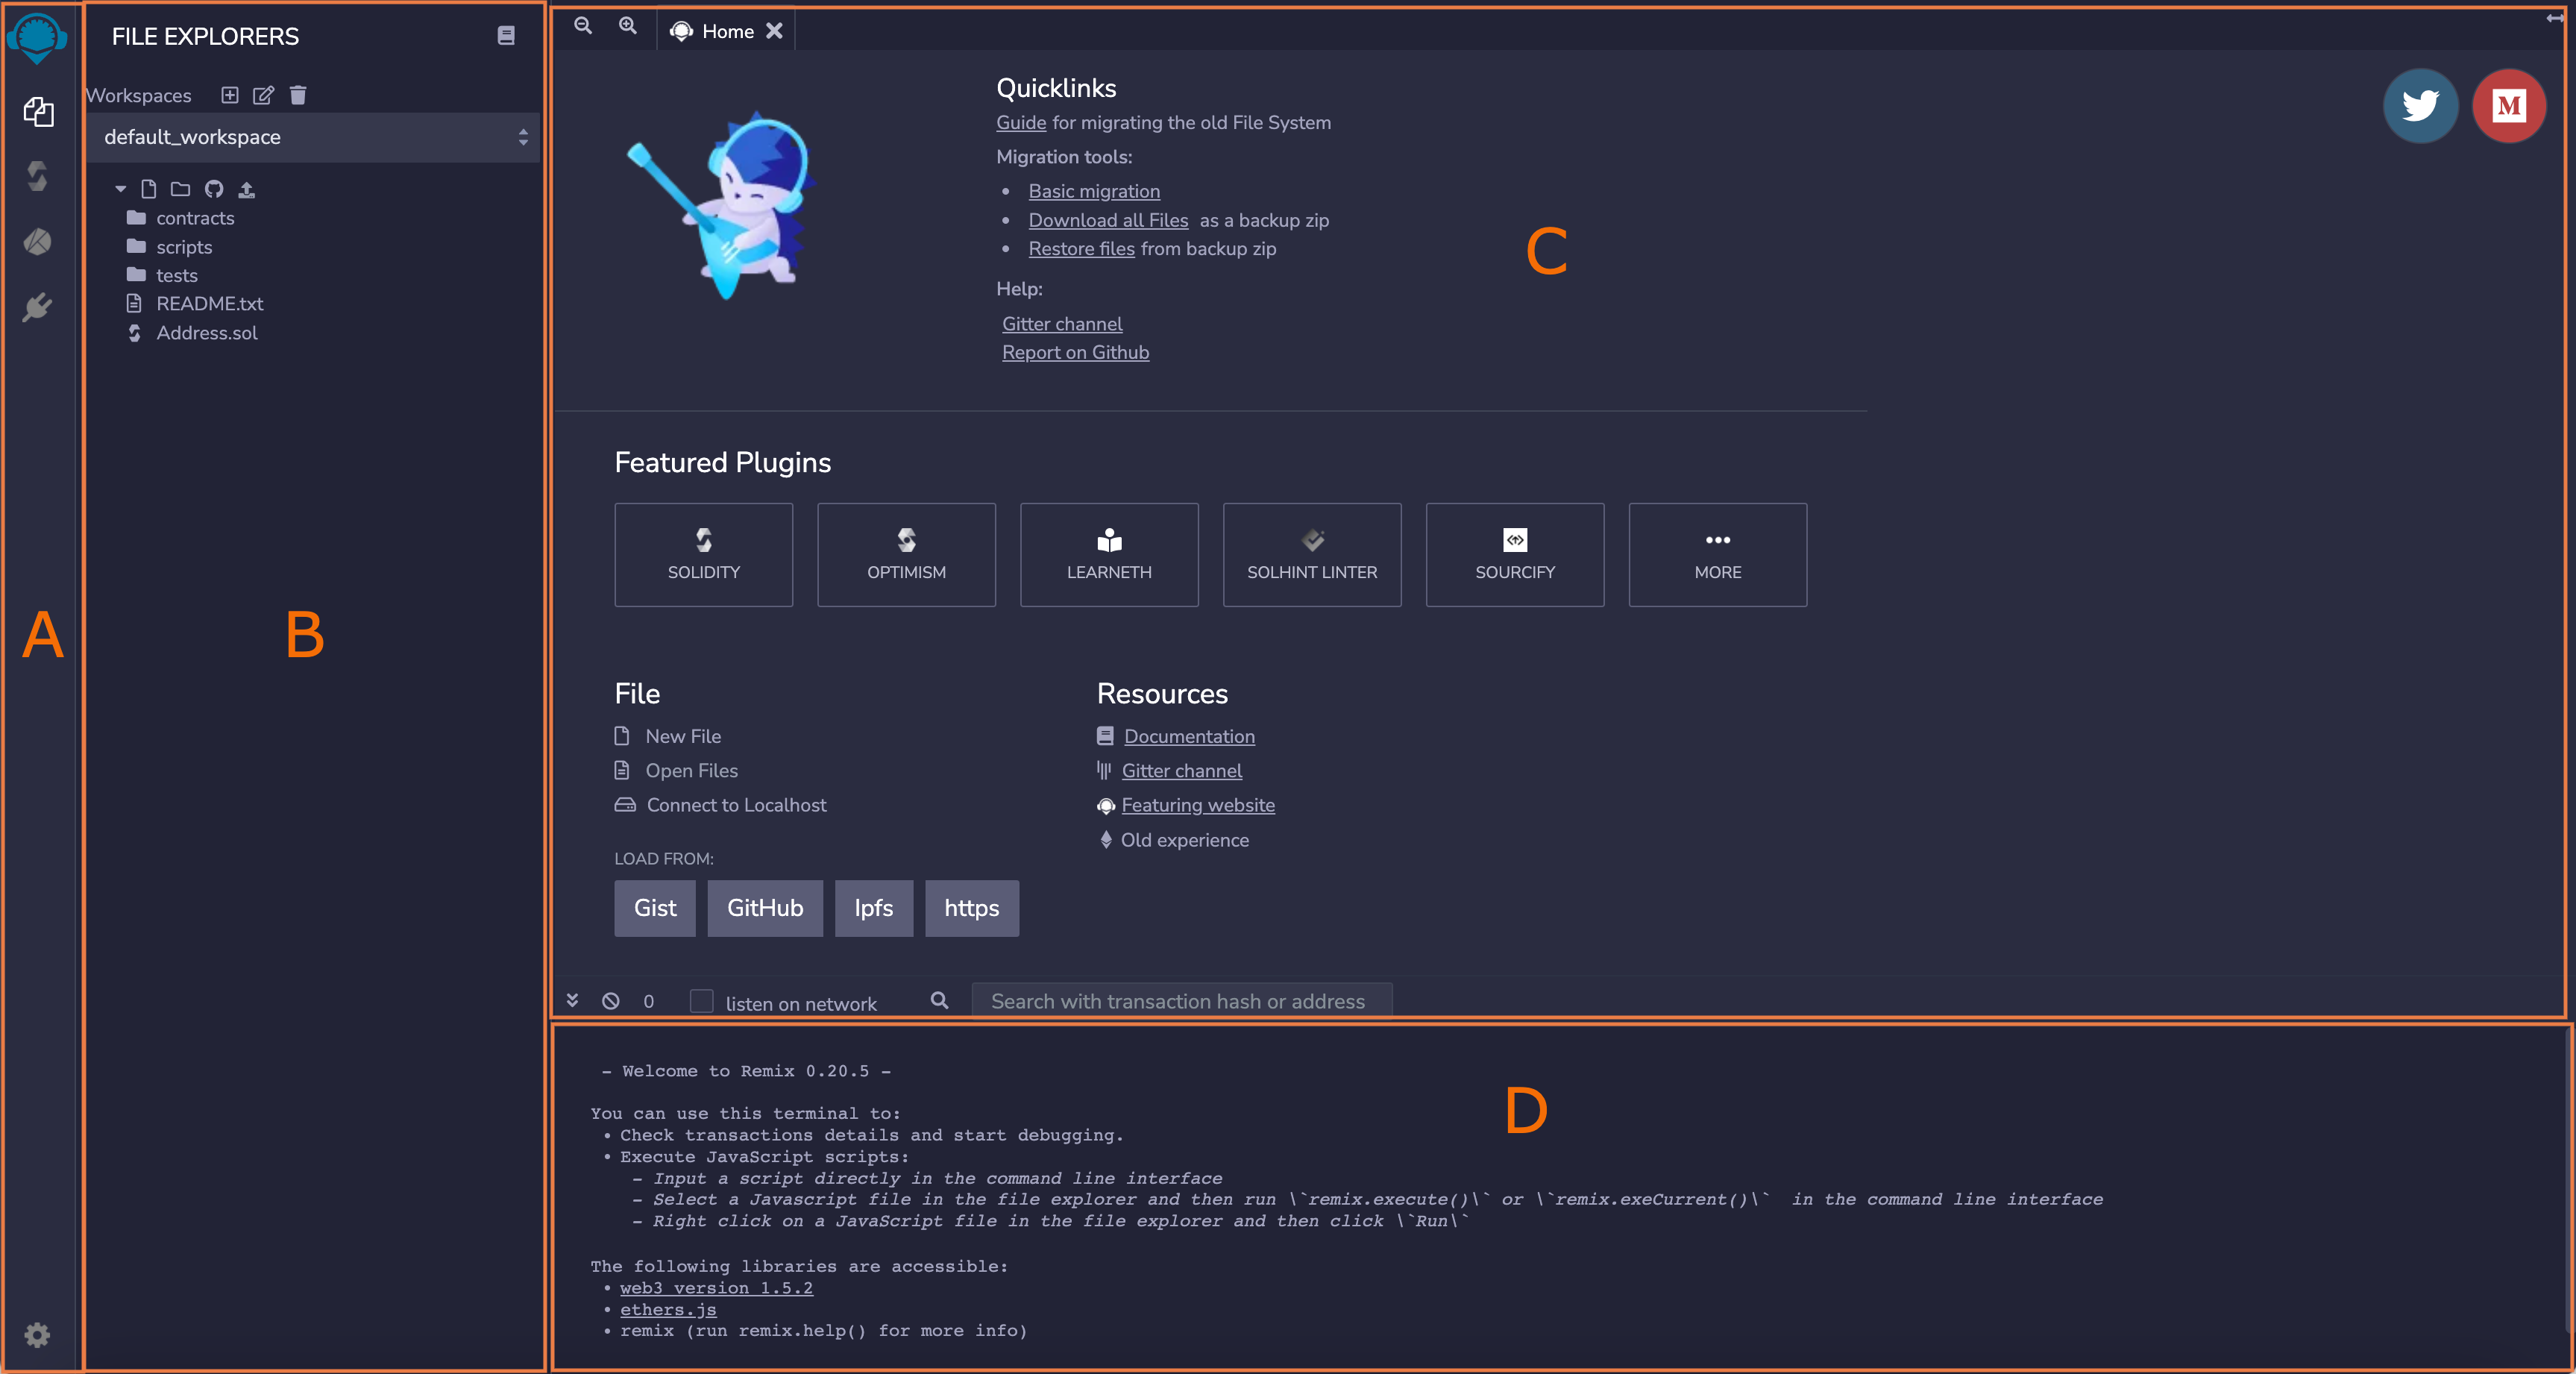 FILE EXPLORERS
Workspaces
default_workspace
contracts
scripts
tests
README.txt
Address.sol
A
B
Home
Quicklinks
Guide for migrating the old File System
Migration tools:
• Basic migration
• Download all Files as a backup zip
• Restore files from backup zip
Help:
Gitter channel
Report on Github
M
C
Featured Plugins
SOLIDITY
OPTIMISM
LEARNETH
SOLHINT LINTER
SOURCIFY
MORE
File
New File
Open Files
Connect to Localhost
LOAD FROM:
Gist
GitHub
Ipfs
https
Resources
Documentation
Gitter channel
Featuring website
Old experience
0
listen on network
Search with transaction hash or address
D
- Welcome to Remix 0.20.5 -
You can use this terminal to:
• Check transactions details and start debugging.
• Execute JavaScript scripts:
- Input a script directly in the command line interface
- Select a Javascript file in the file explorer and then run \`remix.execute()\` or \`remix.exeCurrent()\` in the command line interface
- Right click on a JavaScript file in the file explorer and then click \`Run\`
The following libraries are accessible:
• web3 version 1.5.2
• ethers.js
• remix (run remix.help() for more info)